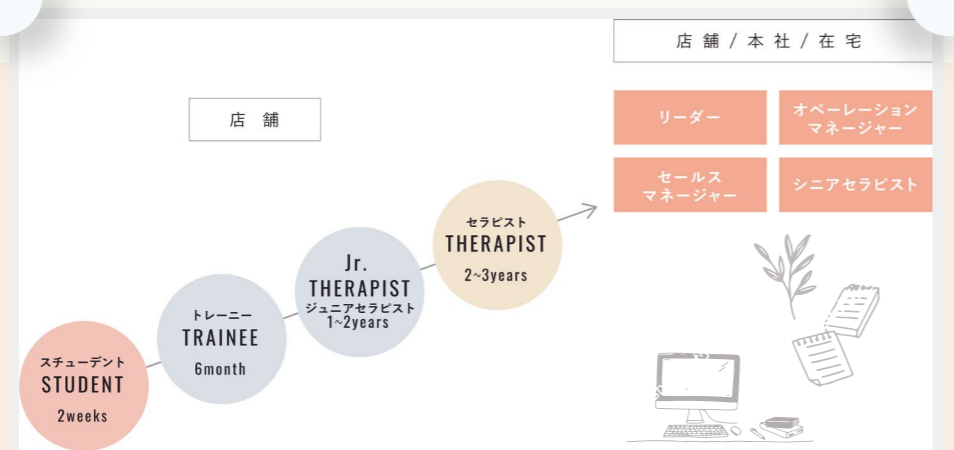 店舗/本社/在宅
店舗
リーダー
オペレーション
マネージャー
セールス
マネージャー
シニアセラピスト
セラピスト
THERAPIST
2~3years
Jr.
THERAPIST
ジュニアセラピスト
1~2years
トレーニー
TRAINEE
6month
スチューデント
STUDENT
2weeks